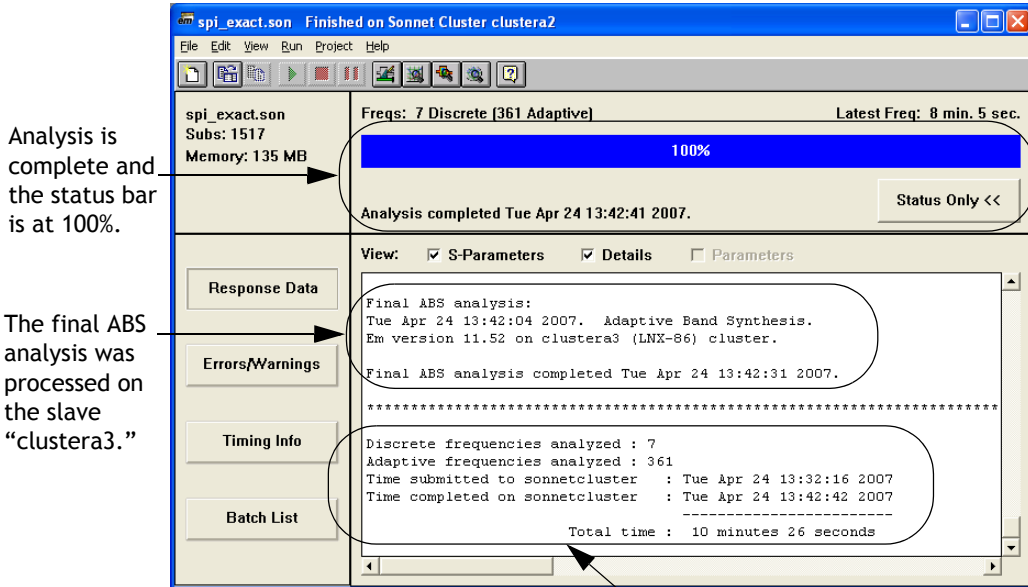 em spi_exact.son Finished on Sonnet Cluster clustera2
File Edit View Run Project Help
spi_exact.son
Subs: 1517
Memory: 135 MB
Freqs: 7 Discrete (361 Adaptive) Latest Freq: 8 min. 5 sec.
100%
Analysis completed Tue Apr 24 13:42:41 2007.
Status Only <<
Analysis is
complete and
the status bar
is at 100%.
View: S-Parameters Details Parameters
Response Data
Errors/Warnings
Timing Info
Batch List
Final ABS analysis:
Tue Apr 24 13:42:04 2007. Adaptive Band Synthesis.
Em version 11.52 on clustera3 (LNX-86) cluster.
Final ABS analysis completed Tue Apr 24 13:42:31 2007.
************************************************************************
Discrete frequencies analyzed : 7
Adaptive frequencies analyzed : 361
Time submitted to sonnetcluster : Tue Apr 24 13:32:16 2007
Time completed on sonnetcluster : Tue Apr 24 13:42:42 2007
------------------------
Total time : 10 minutes 26 seconds
The final ABS
analysis was
processed on
the slave
“clustera3.”